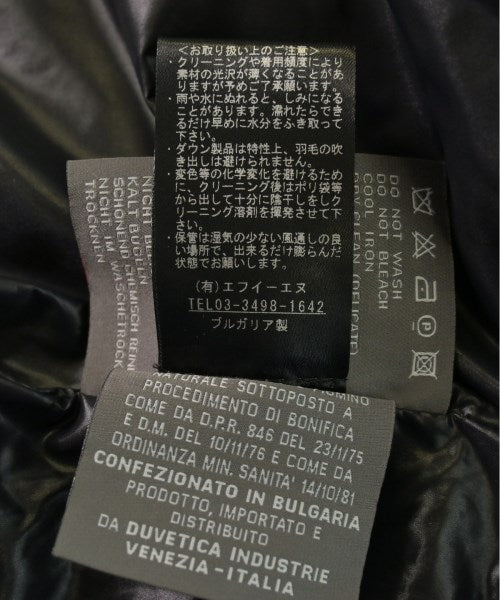 <お取り扱い上のご注意>
・クリーニングや着用頻度により
素材の光沢が薄くなることがあ
りますが予めご了承願います。
・雨や水にぬれると、しみになる
ことがあります。濡れたらでき
るだけ早めに水分をふき取って
下さい。
・ダウン製品は特性上、羽毛の吹
き出しは避けられません。
・変色等の化学変化を避けるため
に、クリーニング後はポリ袋等
から出して十分に陰干しをしク
リーニング溶剤を揮発させて下
さい。
・保管は湿気の少ない風通しの良
い場所で、出来るだけ膨らんだ
状態でお願いします。
(有)エフイーエヌ
TEL03-3498-1642
ブルガリア製
DO NOT WASH
DO NOT BLEACH
COOL IRON
DRY CLEAN (DELICATE)
KALT BÜGELN
SCHONEND CHEMISCH REINI
NICHT IM WÄSCHETROCK
TROCKNEN
NATURALE SOTTOPOSTO A
PROCEDIMENTO DI BONIFICA
COME DA D.P.R. 846 DEL 23/1/75
E D.M. DEL 10/11/76 E COME DA
ORDINANZA MIN. SANITA' 14/10/81
CONFEZIONATO IN BULGARIA
PRODOTTO, IMPORTATO E
DISTRIBUITO
DA DUVETICA INDUSTRIE
VENEZIA-ITALIA